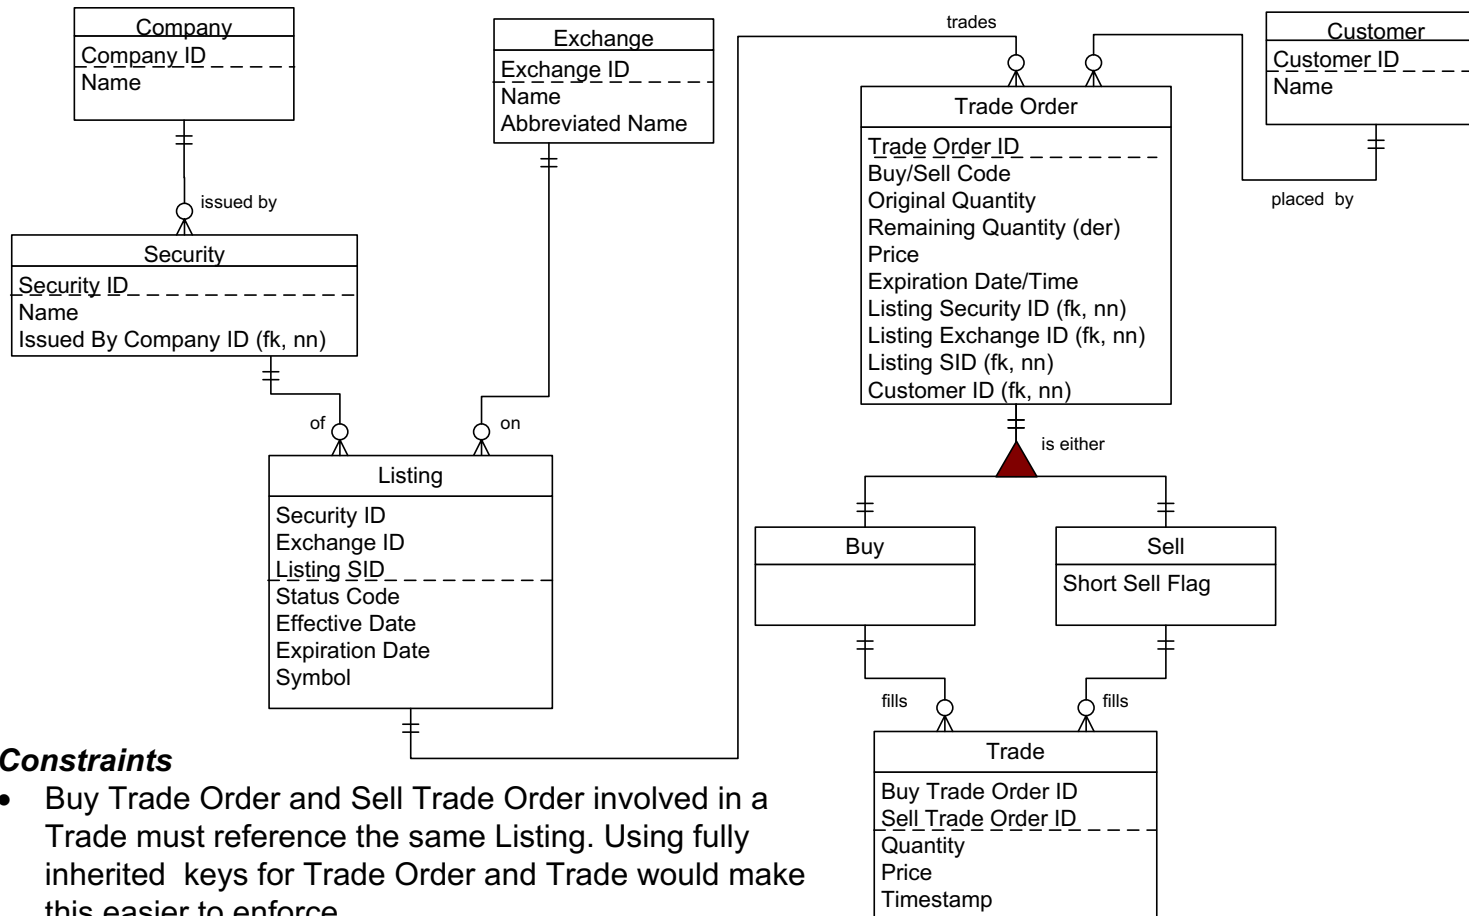 Company
Company ID
Name
Exchange
Exchange ID
Name
Abbreviated Name
trades
Customer
Customer ID
Name
placed by
Trade Order
Trade Order ID
Buy/Sell Code
Original Quantity
Remaining Quantity (der)
Price
Expiration Date/Time
Listing Security ID (fk, nn)
Listing Exchange ID (fk, nn)
Listing SID (fk, nn)
Customer ID (fk, nn)
issued by
Security
Security ID
Name
Issued By Company ID (fk, nn)
of
on
Listing
Security ID
Exchange ID
Listing SID
Status Code
Effective Date
Expiration Date
Symbol
is either
Buy
Sell
Short Sell Flag
fills
fills
Trade
Buy Trade Order ID
Sell Trade Order ID
Quantity
Price
Timestamp
Constraints
• Buy Trade Order and Sell Trade Order involved in a
Trade must reference the same Listing. Using fully
inherited keys for Trade Order and Trade would make
this easier to enforce